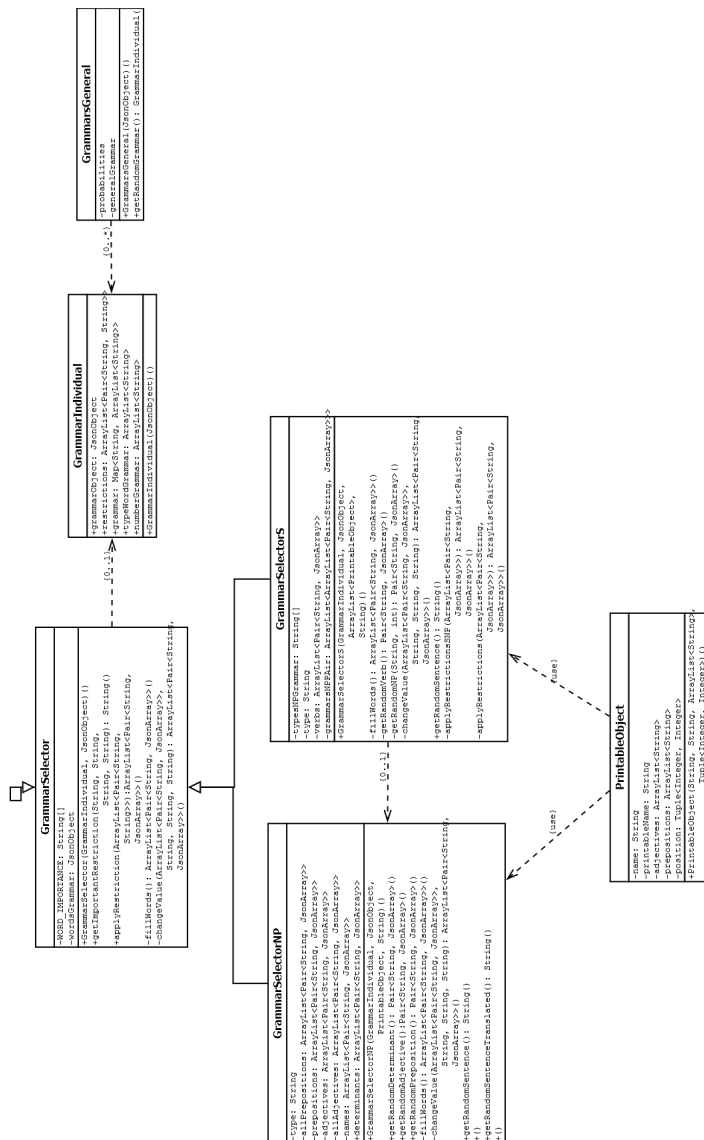 GrammarsGeneral
-probabilities
-generalGrammar
+GrammarsGeneral(JsonObject)()
+getRandomGrammar(): GrammarIndividual(
{0..}
GrammarIndividual
+grammarObject: JsonObject
+restrictions: ArrayList<Pair<String, String>>
+grammar: Map<String, ArrayList<String>>
+typeWordGrammar: ArrayList<String>
+numberGrammar: ArrayList<String>
+GrammarIndividual(JsonObject)()
{0..1}
GrammarSelector
-WORD_IMPORTANCE: String[]
-wordsGrammar: JsonObject
+GrammarSelector(GrammarIndividual, JsonObject)()
+getImportantRestriction(String, String,
String, String): String()
+applyRestriction(ArrayList<Pair<String,
String>>):ArrayList<Pair<String,
JsonArray>>()
-fillWords(): ArrayList<Pair<String, JsonArray>>()
-changeValue(ArrayList<Pair<String, JsonArray>>,
String, String, String): ArrayList<Pair<String,
JsonArray>>()
GrammarSelectorS
-typesNPGrammar: String[]
-type: String
-verbs: ArrayList<Pair<String, JsonArray>>
-grammarsNPPAir: ArrayList<ArrayList<Pair<String, JsonArray>>>
+GrammarSelectorS(GrammarIndividual, JsonObject,
ArrayList<PrintableObject>,
String)()
-fillWords(): ArrayList<Pair<String, JsonArray>>()
-getRandomVerb(): Pair<String, JsonArray>()
-getRandomNP(String, int): Pair<String, JsonArray>()
-changeValue(ArrayList<Pair<String, JsonArray>>,
String, String, String): ArrayList<Pair<String,
JsonArray>>()
+getRandomSentence(): String()
-applyRestrictionsSNP(ArrayList<Pair<String,
JsonArray>>): ArrayList<Pair<String,
JsonArray>>()
-applyRestrictions(ArrayList<Pair<String,
JsonArray>>): ArrayList<Pair<String,
JsonArray>>()
{0..1}
GrammarSelectorNP
-type: String
-allPrepositions: ArrayList<Pair<String, JsonArray>>
-prepositions: ArrayList<Pair<String, JsonArray>>
-adjectives: ArrayList<Pair<String, JsonArray>>
-allAdjectives: ArrayList<Pair<String, JsonArray>>
-names: ArrayList<Pair<String, JsonArray>>
+determinants: ArrayList<Pair<String, JsonArray>>
+GrammarSelectorNP(GrammarIndividual, JsonObject,
PrintableObject, String)()
+getRandomDeterminant(): Pair<String, JsonArray>()
+getRandomAdjective():Pair<String, JsonArray>()
+getRandomPreposition(): Pair<String, JsonArray>()
-fillWords(): ArrayList<Pair<String, JsonArray>>()
-changeValue(ArrayList<Pair<String, JsonArray>>,
String, String, String): ArrayList<Pair<String,
JsonArray>>()
+getRandomSentence(): String()
+()
+getRandomSentenceTranslated(): String()
+()
{use}
{use}
PrintableObject
-name: String
-printableName: String
-adjectives: ArrayList<String>
-prepositions: ArrayList<String>
-position: Tuple<Integer, Integer>
+PrintableObject(String, String, ArrayList<String>,
Tuple<Integer, Integer>)()